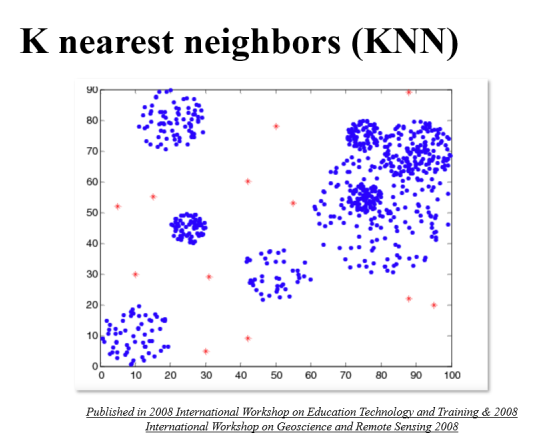 K nearest neighbors (KNN)
90
80
70
60
50
40
30
20
10
0
0 10 20 30 40 50 60 70 80 90 100
Published in 2008 International Workshop on Education Technology and Training & 2008
International Workshop on Geoscience and Remote Sensing 2008